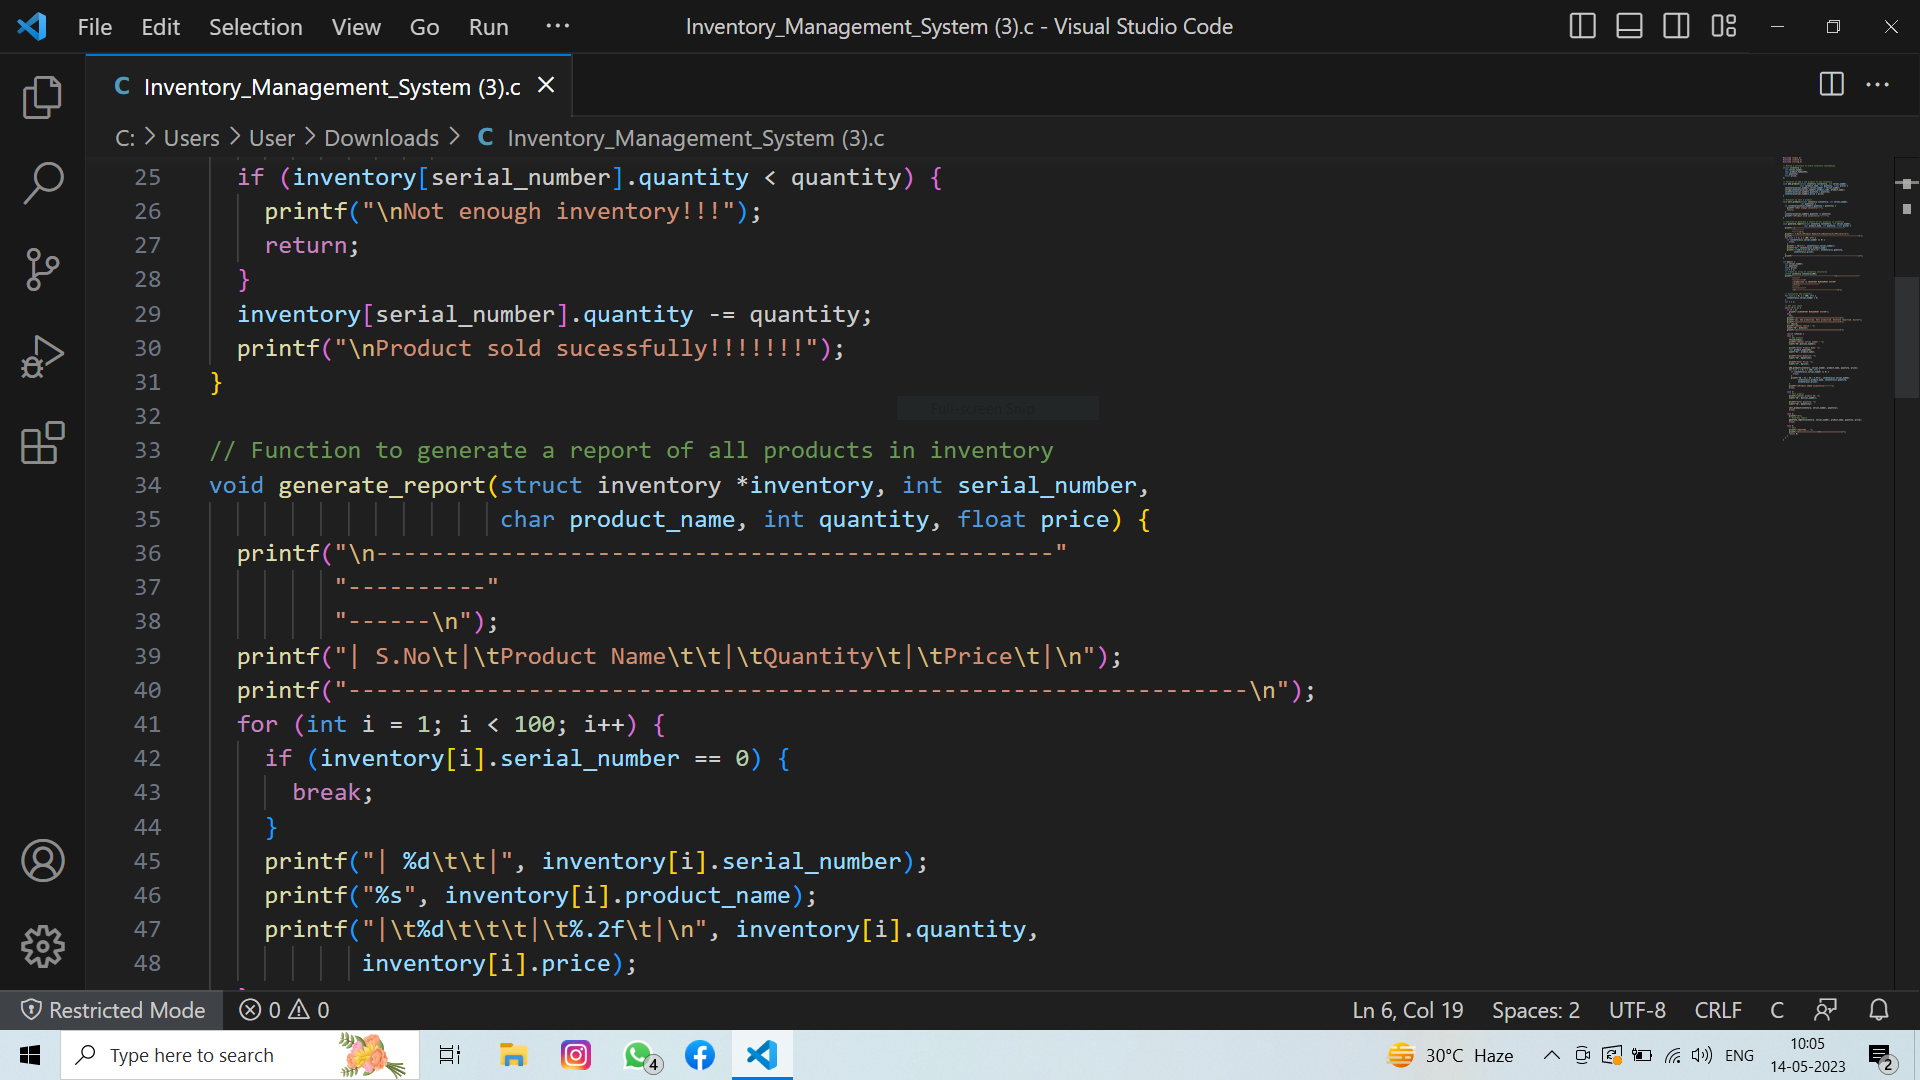 File Edit Selection View Go Run ··· Inventory_Management_System (3).c - Visual Studio Code
C Inventory_Management_System (3).c
C: > Users > User > Downloads > C Inventory_Management_System (3).c
25 if (inventory[serial_number].quantity < quantity) {
26 printf("\nNot enough inventory!!!");
27 return;
28 }
29 inventory[serial_number].quantity -= quantity;
30 printf("\nProduct sold sucessfully!!!!!!!");
31 }
32
33 // Function to generate a report of all products in inventory
34 void generate_report(struct inventory *inventory, int serial_number,
35 char product_name, int quantity, float price) {
36 printf("\n-------------------------------------------------"
37 "----------"
38 "------\n");
39 printf("| S.No\t|\tProduct Name\t\t|\tQuantity\t|\tPrice\t|\n");
40 printf("-----------------------------------------------------------------\n");
41 for (int i = 1; i < 100; i++) {
42 if (inventory[i].serial_number == 0) {
43 break;
44 }
45 printf("| %d\t\t|", inventory[i].serial_number);
46 printf("%s", inventory[i].product_name);
47 printf("|\t%d\t\t\t|\t%.2f\t|\n", inventory[i].quantity,
48 inventory[i].price);
Full-screen Snip
Restricted Mode 0 0 Ln 6, Col 19 Spaces: 2 UTF-8 CRLF C
Type here to search 4 30°C Haze ENG 10:05 2
14-05-2023